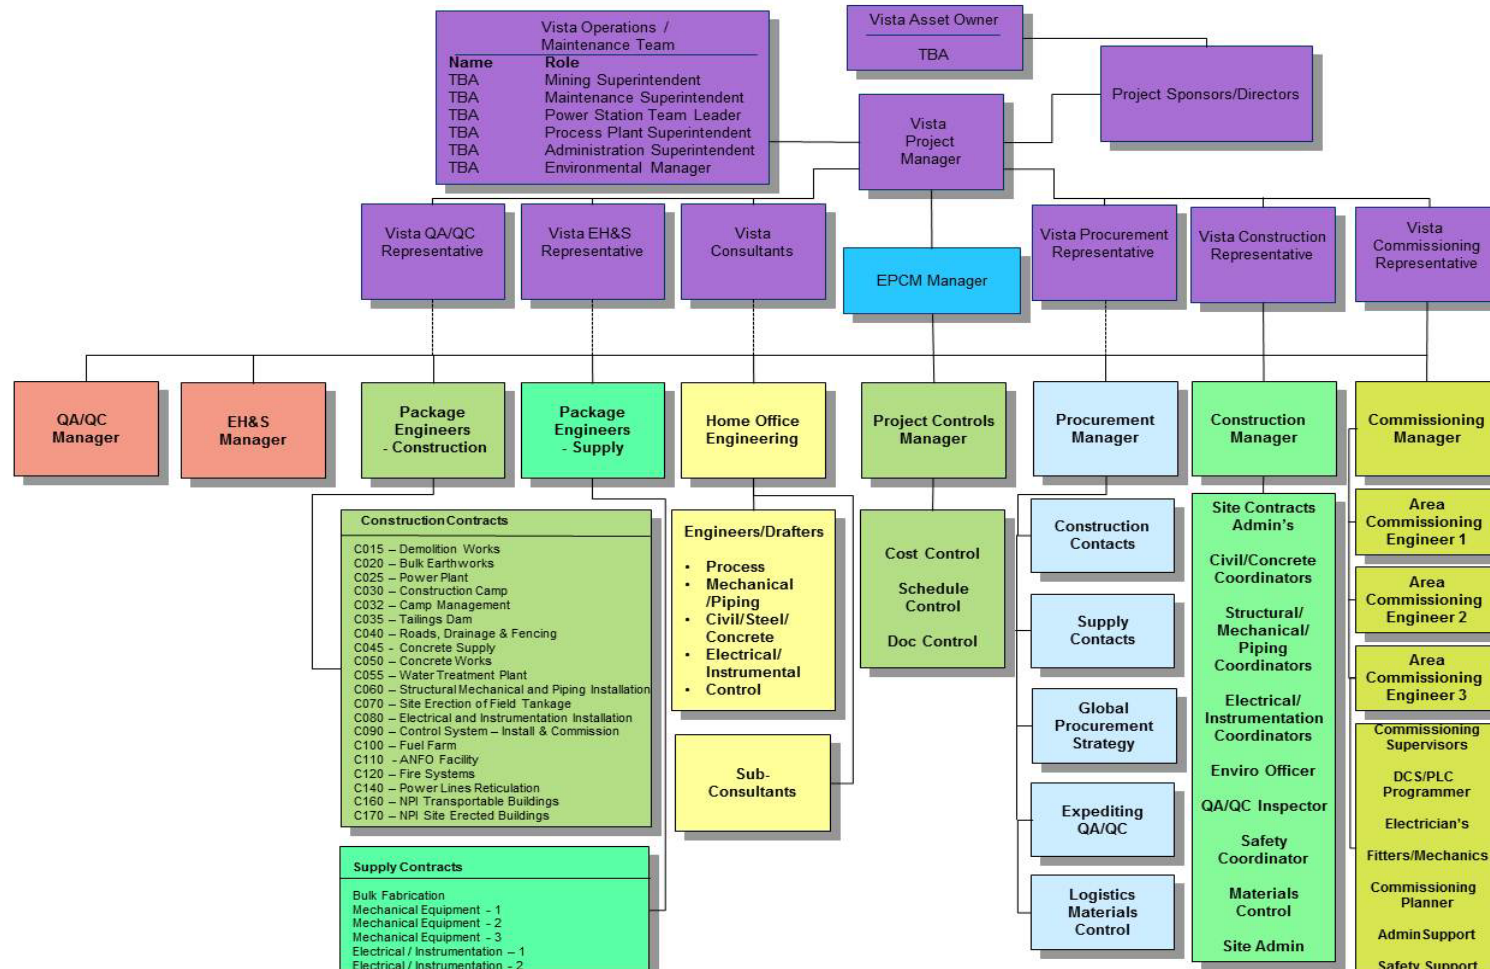 Vista Operations /
Maintenance Team
Name Role
TBA Mining Superintendent
TBA Maintenance Superintendent
TBA Power Station Team Leader
TBA Process Plant Superintendent
TBA Administration Superintendent
TBA Environmental Manager
Vista Asset Owner
TBA
Project Sponsors/Directors
Vista
Project
Manager
Vista QA/QC
Representative
Vista EH&S
Representative
Vista
Consultants
EPCM Manager
Vista Procurement
Representative
Vista Construction
Representative
Vista
Commissioning
Representative
QA/QC
Manager
EH&S
Manager
Package
Engineers
- Construction
Package
Engineers
- Supply
Home Office
Engineering
Project Controls
Manager
Procurement
Manager
Construction
Manager
Commissioning
Manager
Construction Contracts
C015 – Demolition Works
C020 – Bulk Earthworks
C025 – Power Plant
C030 – Construction Camp
C032 – Camp Management
C035 – Tailings Dam
C040 – Roads, Drainage & Fencing
C045 - Concrete Supply
C050 – Concrete Works
C055 – Water Treatment Plant
C060 – Structural Mechanical and Piping Installation
C070 – Site Erection of Field Tankage
C080 – Electrical and Instrumentation Installation
C090 – Control System – Install & Commission
C100 – Fuel Farm
C110 - ANFO Facility
C120 – Fire Systems
C140 – Power Lines Reticulation
C160 – NPI Transportable Buildings
C170 – NPI Site Erected Buildings
Supply Contracts
Bulk Fabrication
Mechanical Equipment - 1
Mechanical Equipment - 2
Mechanical Equipment - 3
Electrical / Instrumentation – 1
Electrical / Instrumentation - 2
Engineers/Drafters
• Process
• Mechanical
/Piping
• Civil/Steel/
Concrete
• Electrical/
Instrumental
• Control
Sub-
Consultants
Cost Control
Schedule
Control
Doc Control
Construction
Contacts
Supply
Contacts
Global
Procurement
Strategy
Expediting
QA/QC
Logistics
Materials
Control
Site Contracts
Admin's
Civil/Concrete
Coordinators
Structural/
Mechanical/
Piping
Coordinators
Electrical/
Instrumentation
Coordinators
Enviro Officer
QA/QC Inspector
Safety
Coordinator
Materials
Control
Site Admin
Area
Commissioning
Engineer 1
Area
Commissioning
Engineer 2
Area
Commissioning
Engineer 3
Commissioning
Supervisors
DCS/PLC
Programmer
Electrician's
Fitters/Mechanics
Commissioning
Planner
Admin Support
Safety Support